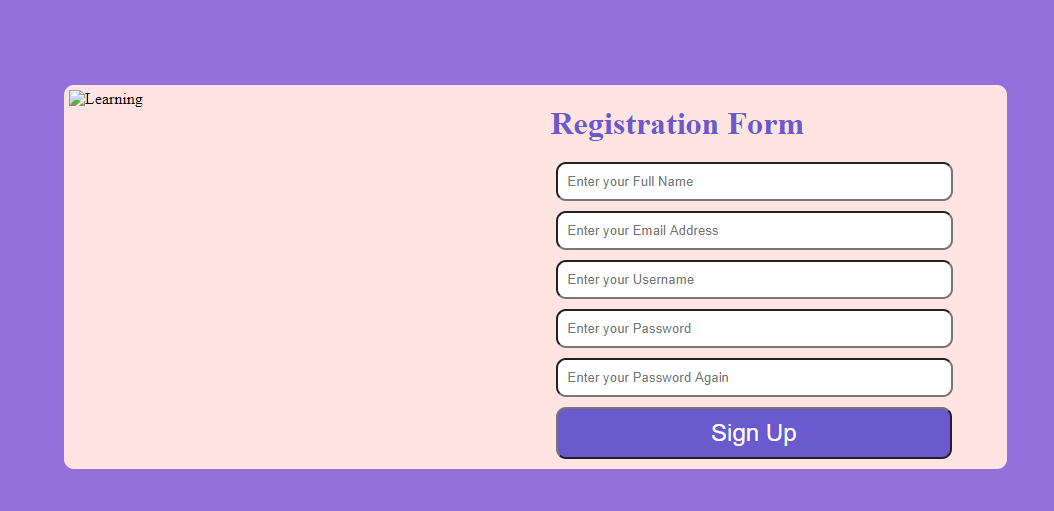 Learning
Registration Form
Enter your Full Name
Enter your Email Address
Enter your Username
Enter your Password
Enter your Password Again
Sign Up